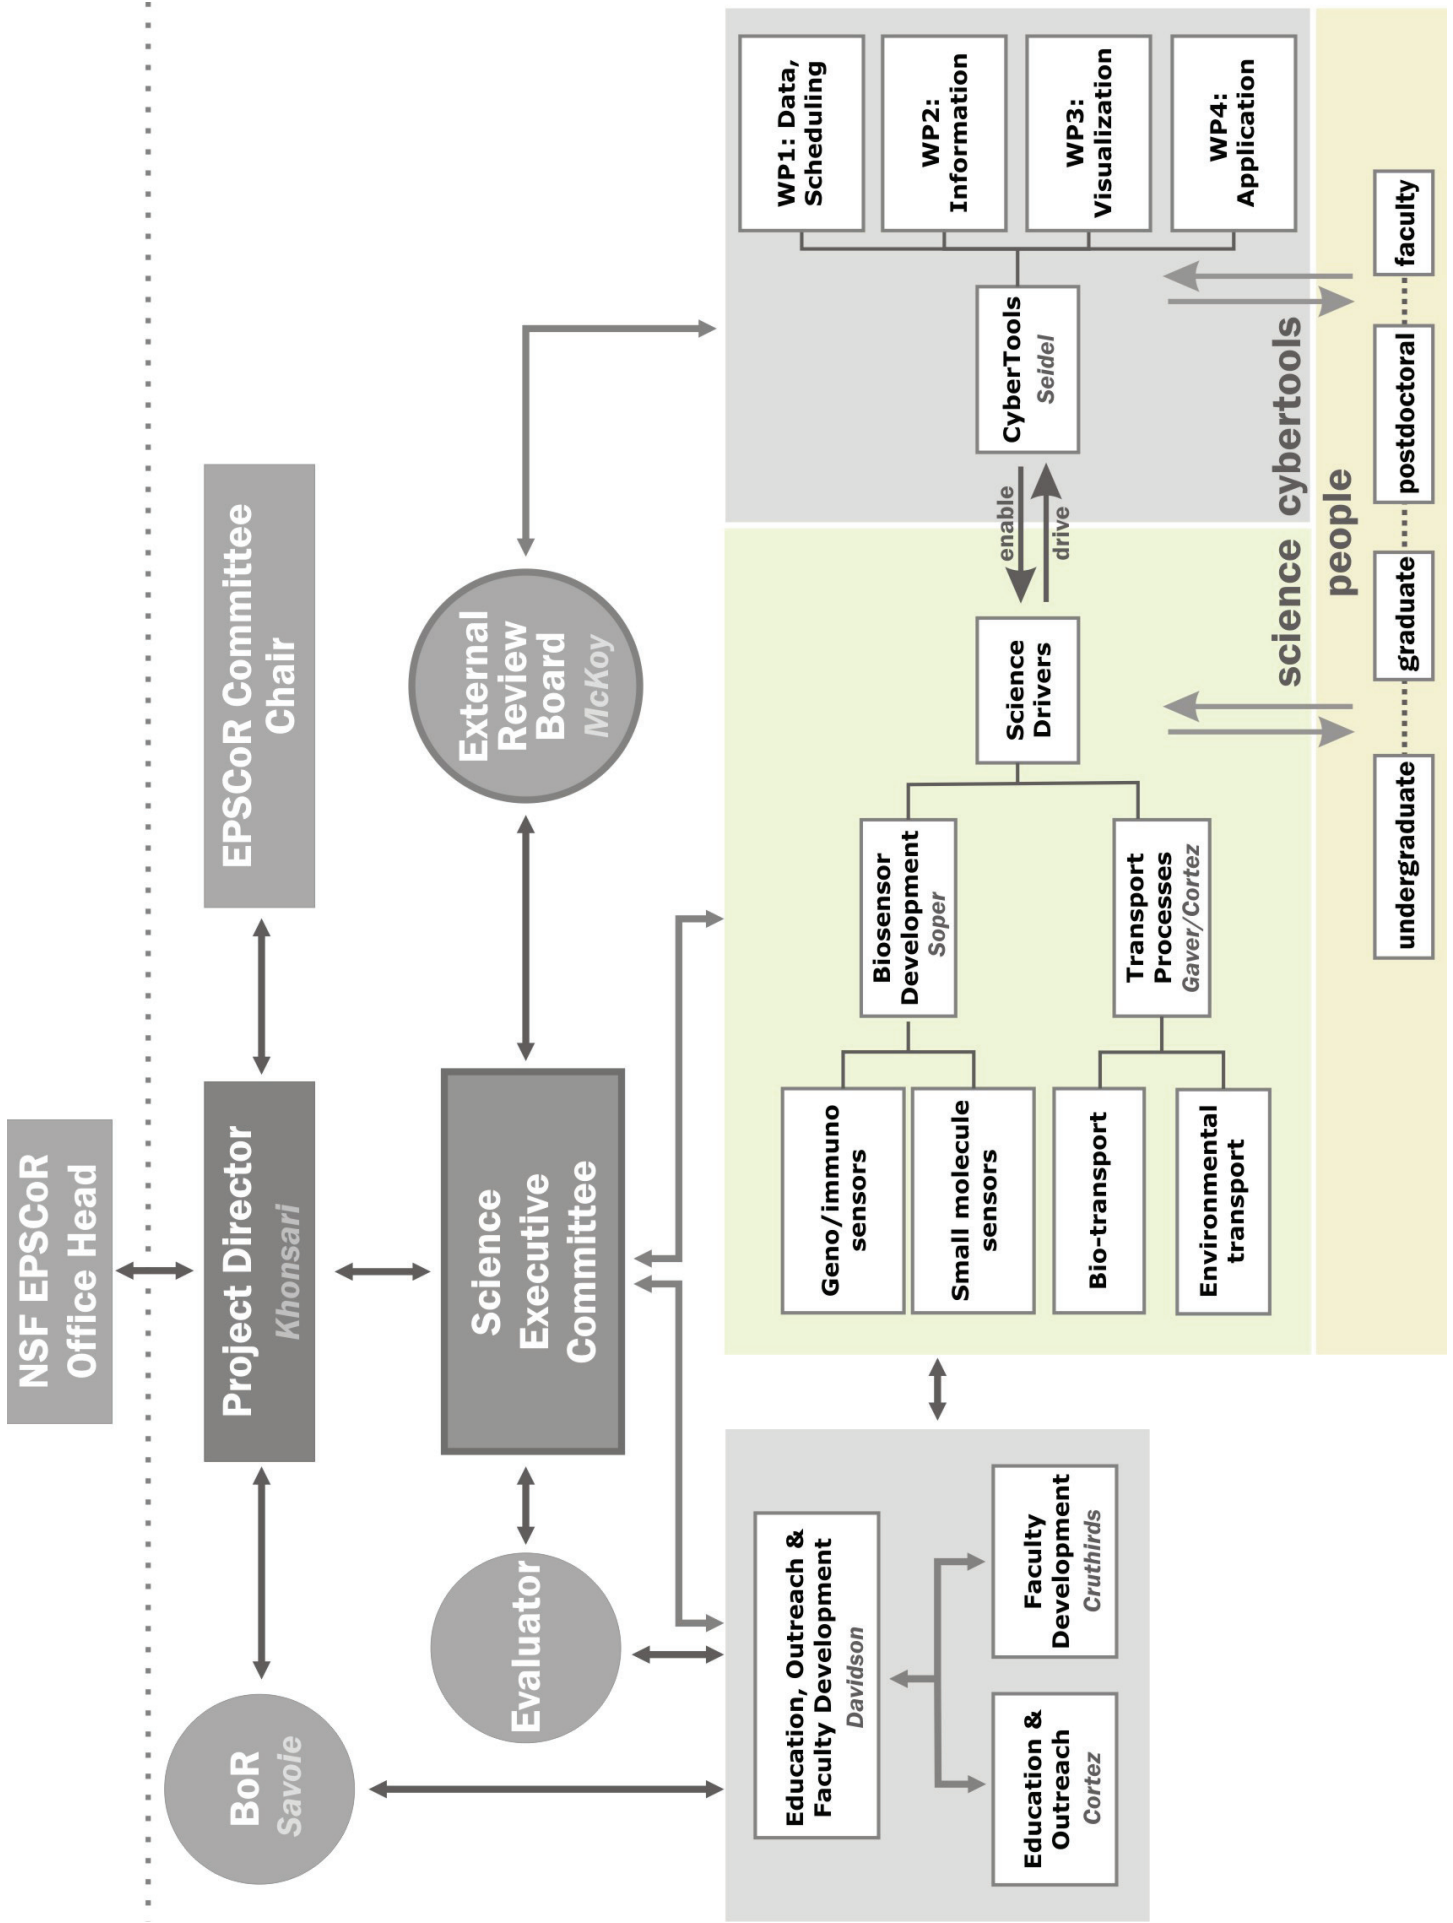 NSF EPSCoR
Office Head
BoR
Savoie
Project Director
Khonsari
EPSCoR Committee
Chair
Evaluator
Science
Executive
Committee
External
Review
Board
McKoy
Education, Outreach &
Faculty Development
Davidson
Education &
Outreach
Cortez
Faculty
Development
Cruthirds
Geno/immuno
sensors
Small molecule
sensors
Bio-transport
Environmental
transport
Biosensor
Development
Soper
Transport
Processes
Gaver/Cortez
Science
Drivers
enable
drive
CyberTools
Seidel
WP1: Data,
Scheduling
WP2:
Information
WP3:
Visualization
WP4:
Application
science
cybertools
people
undergraduate
graduate
postdoctoral
faculty